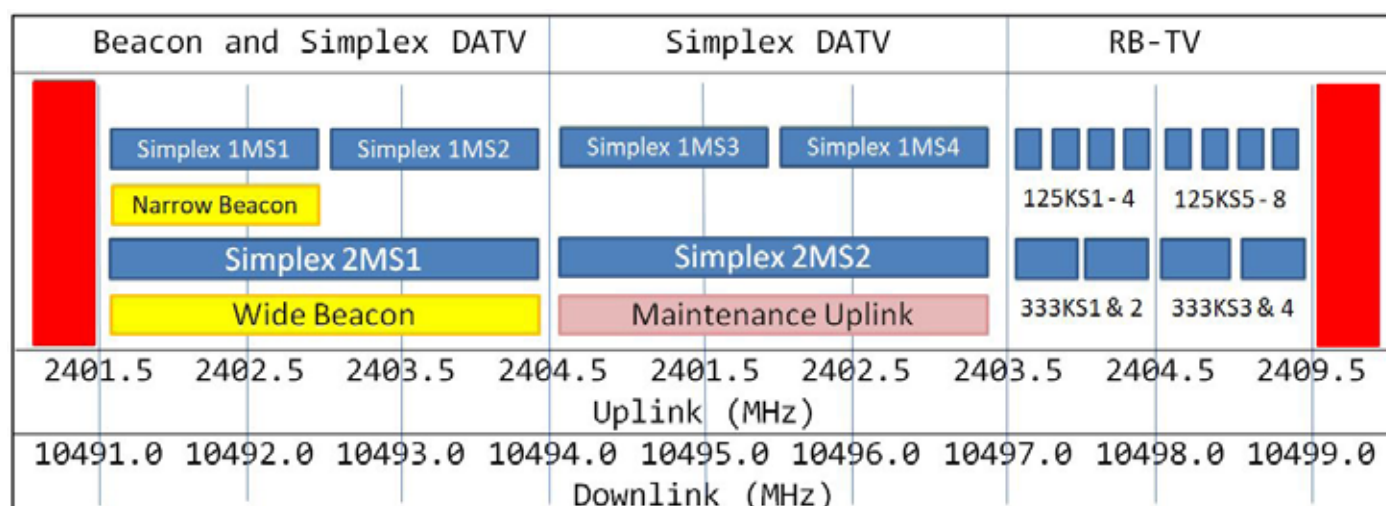 Beacon and Simplex DATV Simplex DATV RB-TV
Simplex 1MS1 Simplex 1MS2 Simplex 1MS3 Simplex 1MS4
Narrow Beacon 125KS1 - 4 125KS5 - 8
Simplex 2MS1 Simplex 2MS2
Wide Beacon Maintenance Uplink 333KS1 & 2 333KS3 & 4
2401.5 2402.5 2403.5 2404.5 2401.5 2402.5 2403.5 2404.5 2409.5
Uplink (MHz)
10491.0 10492.0 10493.0 10494.0 10495.0 10496.0 10497.0 10498.0 10499.0
Downlink (MHz)